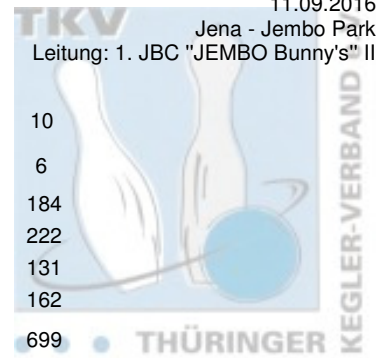 11.09.2016
TKV
Jena - Jembo Park
Leitung: 1. JBC "JEMBO Bunny's" II
10
6
184
222
131
162
699
THÜRINGER
KEGLER-VERBAND e.V.